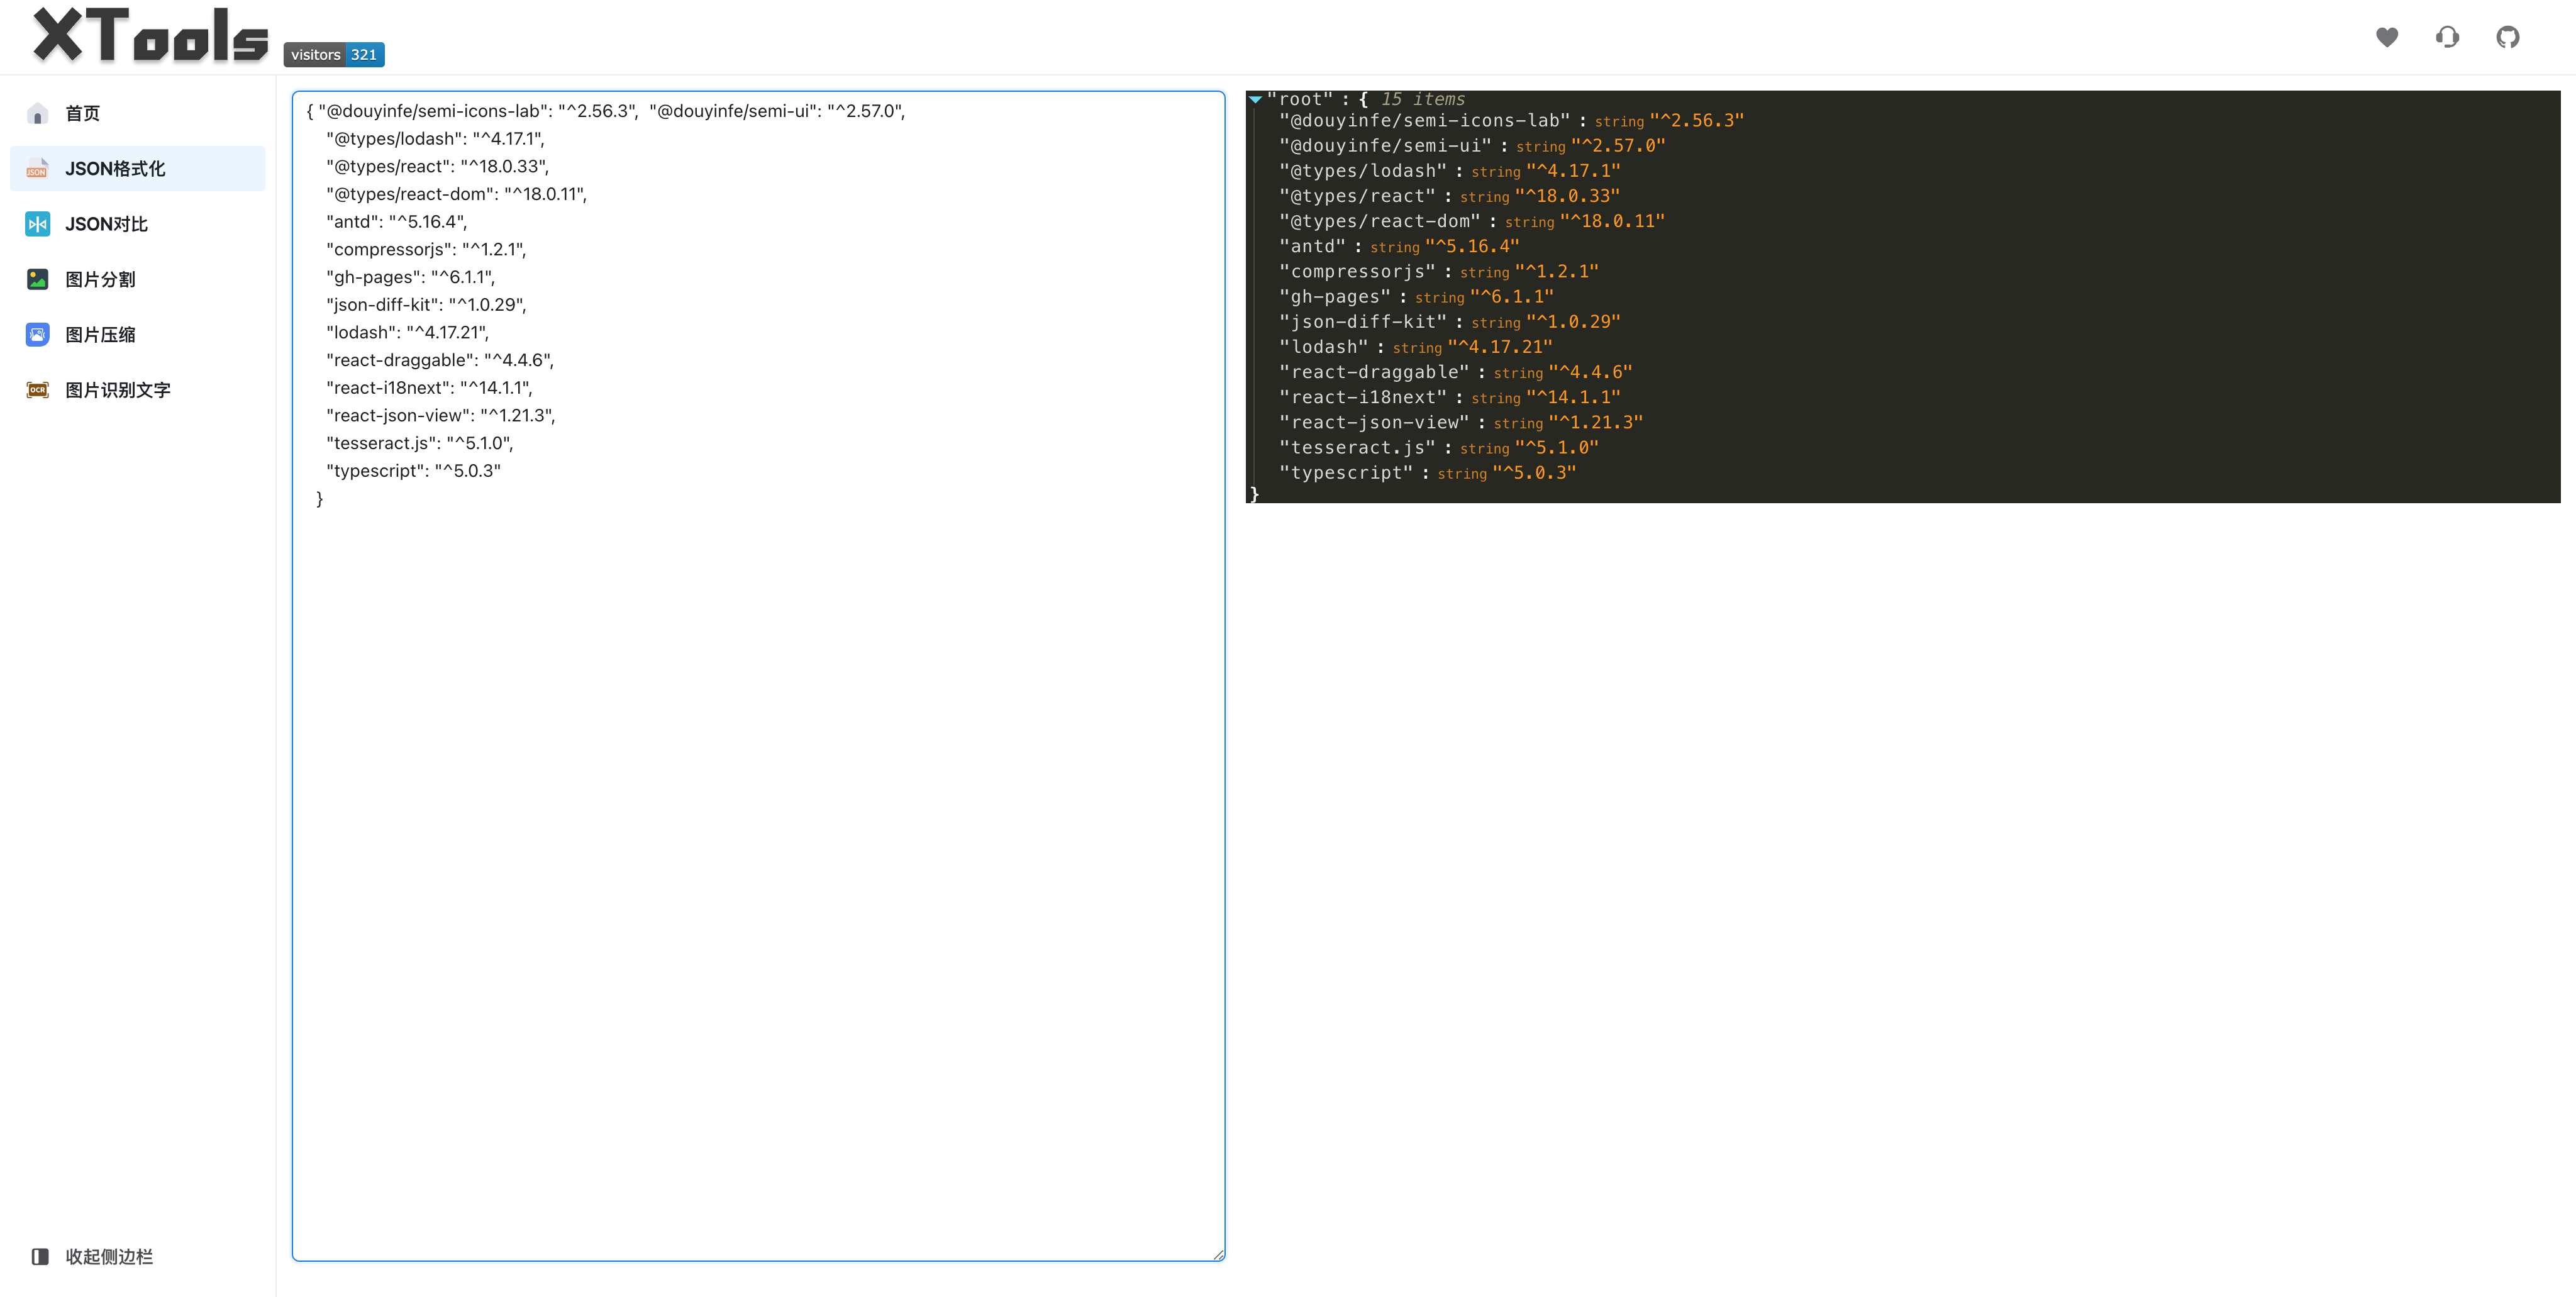 XTools
visitors 321
首页
JSON格式化
JSON对比
图片分割
图片压缩
图片识别文字
收起侧边栏
{ "@douyinfe/semi-icons-lab": "^2.56.3",  "@douyinfe/semi-ui": "^2.57.0",
"@types/lodash": "^4.17.1",
"@types/react": "^18.0.33",
"@types/react-dom": "^18.0.11",
"antd": "^5.16.4",
"compressorjs": "^1.2.1",
"gh-pages": "^6.1.1",
"json-diff-kit": "^1.0.29",
"lodash": "^4.17.21",
"react-draggable": "^4.4.6",
"react-i18next": "^14.1.1",
"react-json-view": "^1.21.3",
"tesseract.js": "^5.1.0",
"typescript": "^5.0.3"
}
"root" : { 15 items
"@douyinfe/semi-icons-lab" : string "^2.56.3"
"@douyinfe/semi-ui" : string "^2.57.0"
"@types/lodash" : string "^4.17.1"
"@types/react" : string "^18.0.33"
"@types/react-dom" : string "^18.0.11"
"antd" : string "^5.16.4"
"compressorjs" : string "^1.2.1"
"gh-pages" : string "^6.1.1"
"json-diff-kit" : string "^1.0.29"
"lodash" : string "^4.17.21"
"react-draggable" : string "^4.4.6"
"react-i18next" : string "^14.1.1"
"react-json-view" : string "^1.21.3"
"tesseract.js" : string "^5.1.0"
"typescript" : string "^5.0.3"
}
JSON
OCR